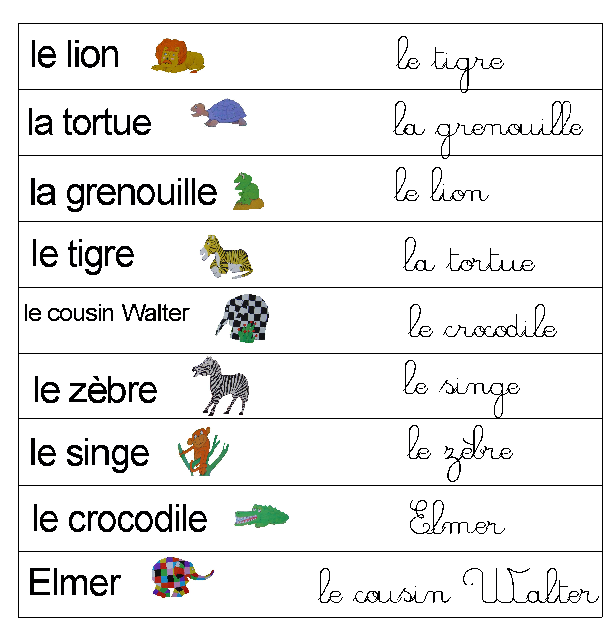 le lion le tigre
la tortue la grenouille
la grenouille le lion
le tigre la tortue
le cousin Walter le crocodile
le zèbre le singe
le singe le zèbre
le crocodile Elmer
Elmer le cousin Walter